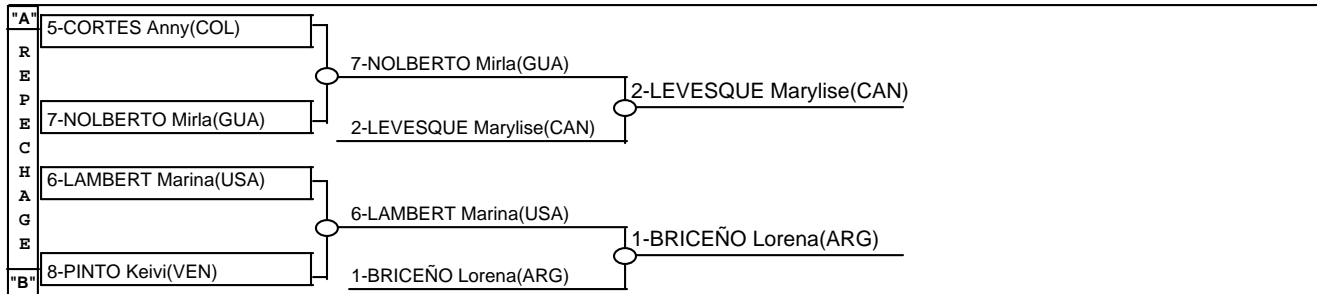 "A"
REPECHAGE
"B"
5-CORTES Anny(COL)
7-NOLBERTO Mirla(GUA)
7-NOLBERTO Mirla(GUA)
2-LEVESQUE Marylise(CAN)
2-LEVESQUE Marylise(CAN)
6-LAMBERT Marina(USA)
8-PINTO Keivi(VEN)
6-LAMBERT Marina(USA)
1-BRICEÑO Lorena(ARG)
1-BRICEÑO Lorena(ARG)